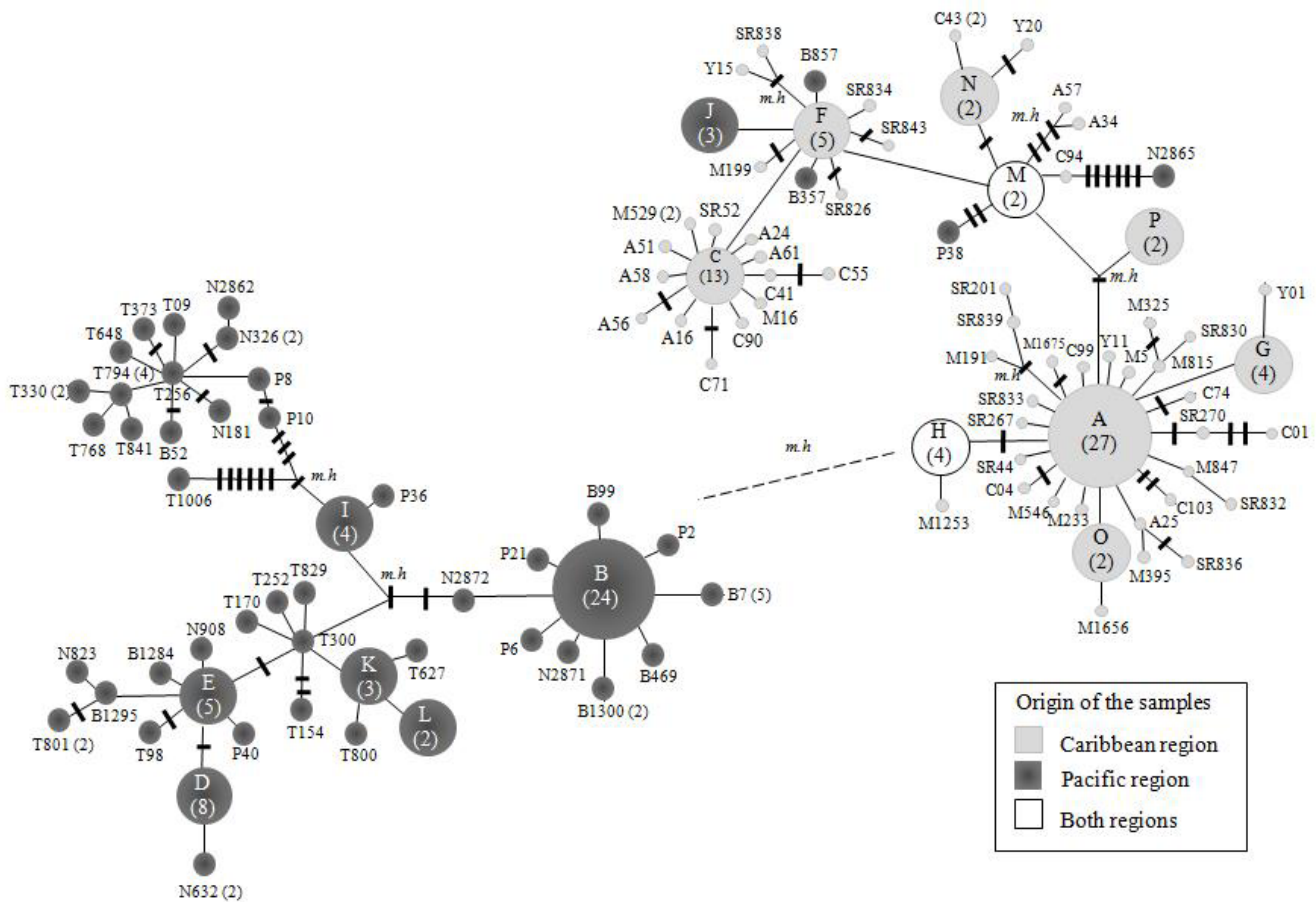 C43 (2)
Y20
SR838
B857
Y15
m.h
N
(2)
SR834
A57
J
(3)
F
(5)
m.h
A34
SR843
C94
N2865
M199
B357
SR826
M
(2)
P
(2)
P38
m.h
M529 (2)
SR52
A24
A51
A61
A58
C
(13)
C55
C41
M16
A56
A16
C90
C71
SR201
M325
Y01
SR839
SR830
M191
M1675
C99
Y11
M5
M815
G
(4)
m.h
C74
SR833
SR267
A
(27)
SR270
C01
H
(4)
SR44
M847
C04
C103
SR832
M1253
M546
M233
A25
O
(2)
M395
SR836
M1656
N2862
T373
T09
T648
N326 (2)
T794 (4)
T256
P8
T330 (2)
P10
T768
T841
B52
N181
m.h
m.h
T1006
P36
I
(4)
B99
P2
P21
B
(24)
B7 (5)
P6
N2871
B469
B1300 (2)
m.h
N2872
T252
T829
T170
T300
N908
N823
B1284
K
(3)
T627
E
(5)
B1295
L
(2)
T801 (2)
T98
P40
T154
T800
D
(8)
N632 (2)
Origin of the samples
Caribbean region
Pacific region
Both regions